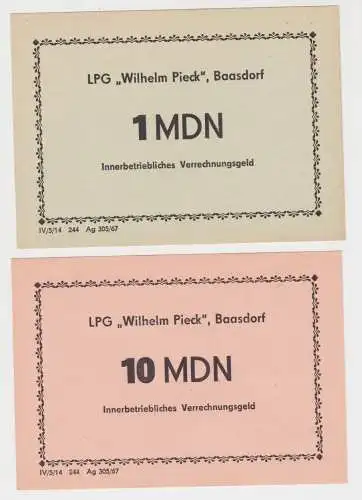 LPG „Wilhelm Pieck“, Baasdorf
1 MDN
Innerbetriebliches Verrechnungsgeld
IV/5/14 244 Ag 305/67
LPG „Wilhelm Pieck“, Baasdorf
10 MDN
Innerbetriebliches Verrechnungsgeld
IV/5/14 244 Ag 305/67